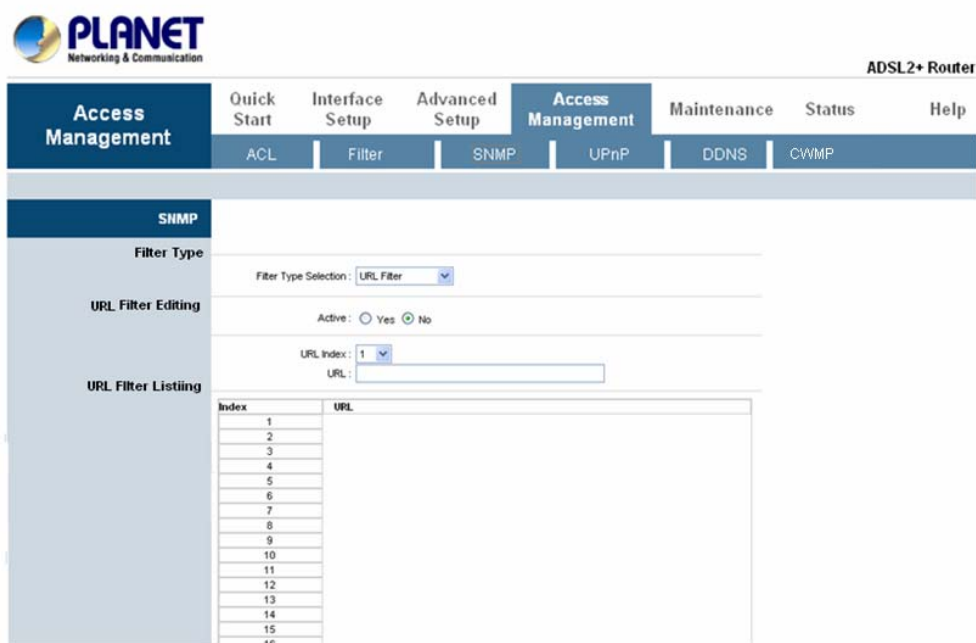 PLANET
Networking & Communication
ADSL2+ Router
Access Management
Quick Start
Interface Setup
Advanced Setup
Access Management
Maintenance
Status
Help
ACL
Filter
SNMP
UPnP
DDNS
CWMP
SNMP
Filter Type
Filter Type Selection : URL Filter
URL Filter Editing
Active : Yes No
URL Index : 1
URL :
URL FIlter Listiing
Index URL
1
2
3
4
5
6
7
8
9
10
11
12
13
14
15
16